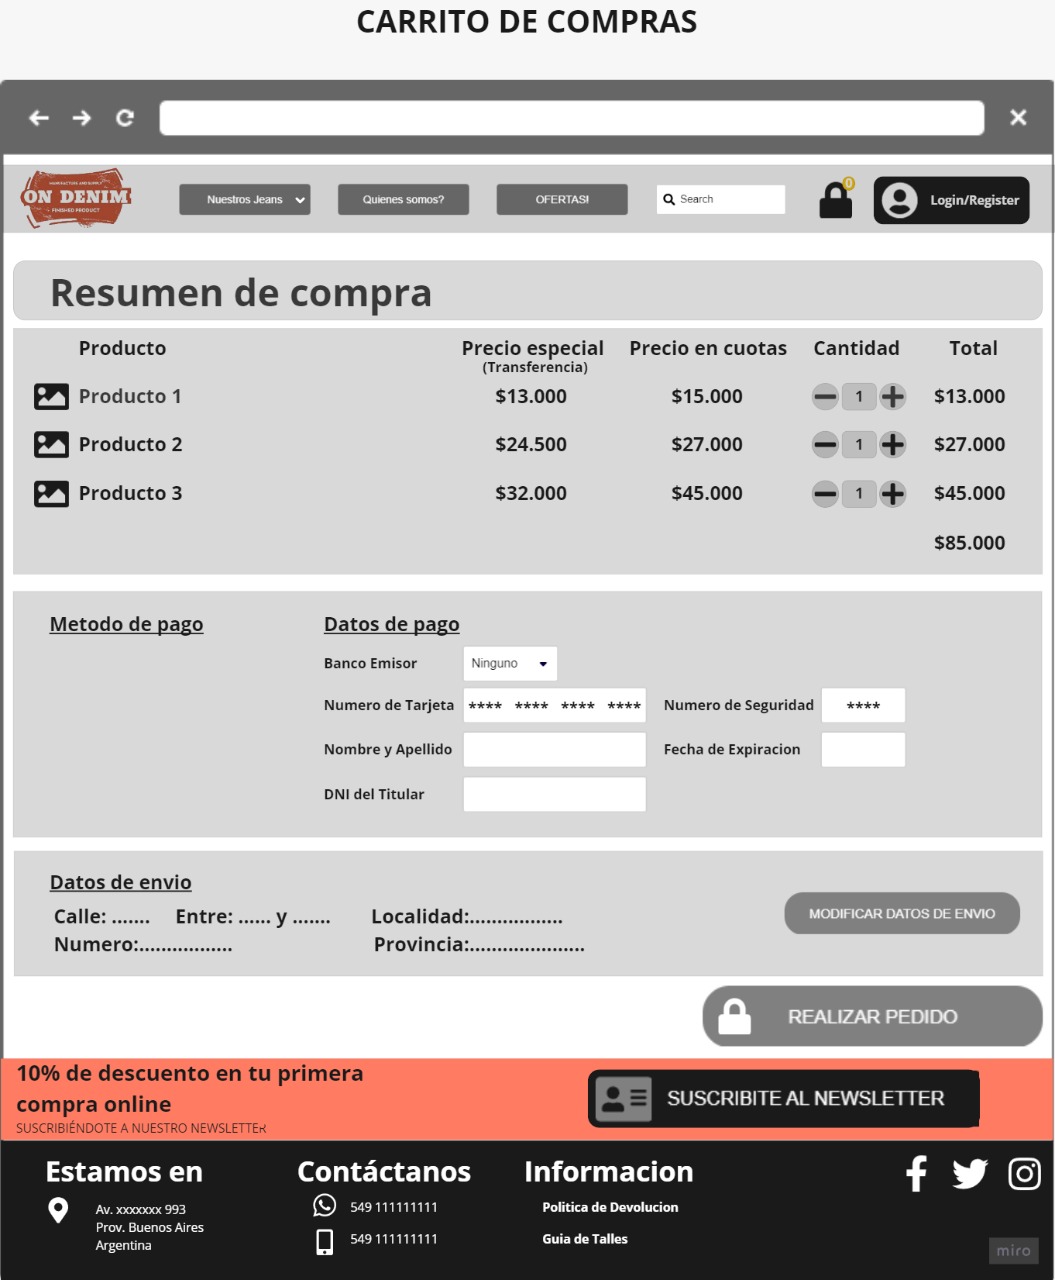 CARRITO DE COMPRAS
MANUFACTURE AND SUPPLY
ON DENIM
FINISHED PRODUCT
Nuestros Jeans
Quienes somos?
OFERTAS!
Search
0
Login/Register
Resumen de compra
Producto Precio especial Precio en cuotas Cantidad Total
(Transferencia)
Producto 1 $13.000 $15.000 1 $13.000
Producto 2 $24.500 $27.000 1 $27.000
Producto 3 $32.000 $45.000 1 $45.000
$85.000
Metodo de pago
Datos de pago
Banco Emisor Ninguno
Numero de Tarjeta **** **** **** **** Numero de Seguridad ****
Nombre y Apellido Fecha de Expiracion
DNI del Titular
Datos de envio
Calle: ....... Entre: ...... y ....... Localidad:.................
Numero:................. Provincia:.....................
MODIFICAR DATOS DE ENVIO
REALIZAR PEDIDO
10% de descuento en tu primera
compra online
SUSCRIBIÉNDOTE A NUESTRO NEWSLETTER
SUSCRIBITE AL NEWSLETTER
Estamos en
Av. xxxxxxx 993
Prov. Buenos Aires
Argentina
Contáctanos
549 111111111
549 111111111
Informacion
Politica de Devolucion
Guia de Talles
miro